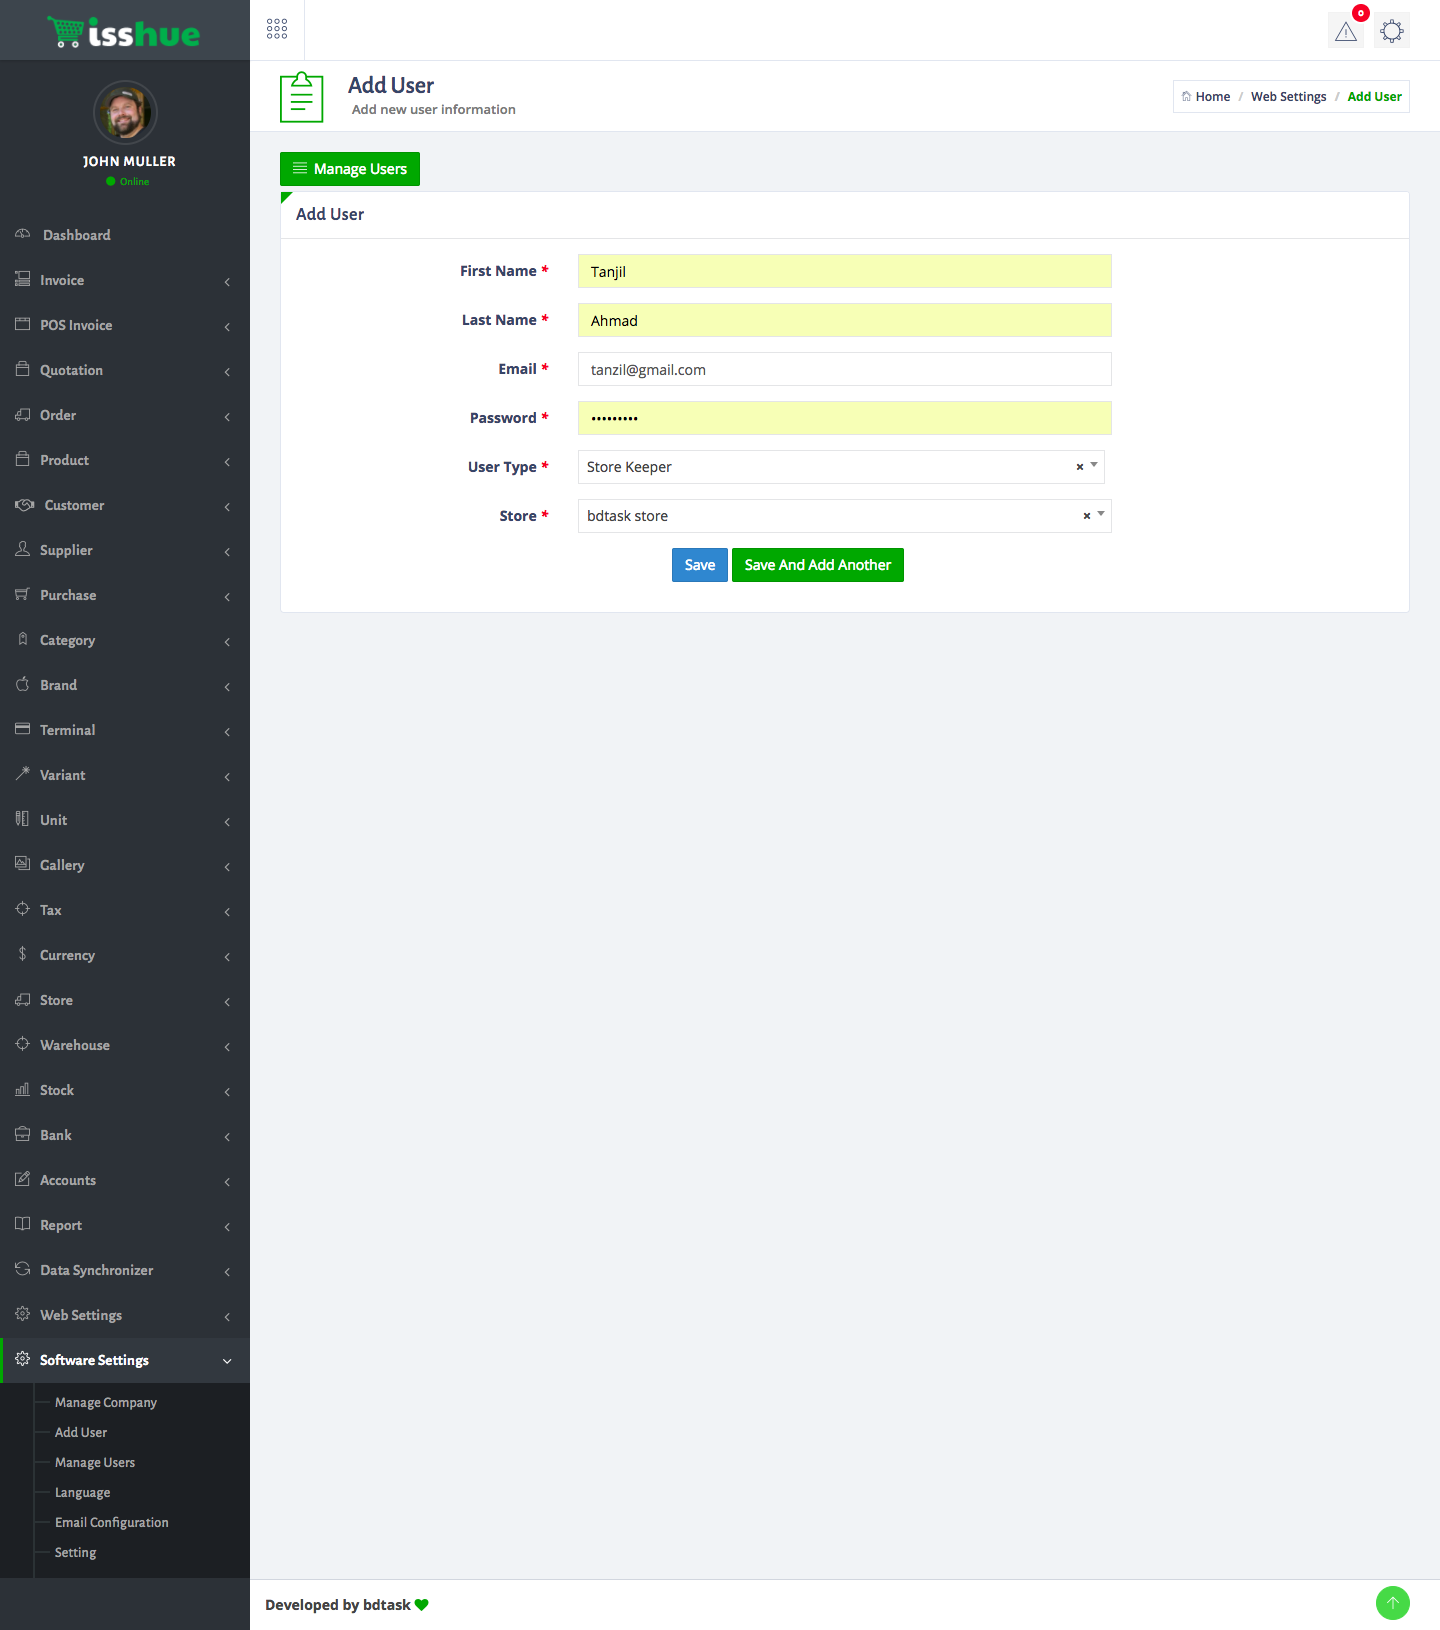 isshue
0
JOHN MULLER
Online
Dashboard
Invoice
POS Invoice
Quotation
Order
Product
Customer
Supplier
Purchase
Category
Brand
Terminal
Variant
Unit
Gallery
Tax
Currency
Store
Warehouse
Stock
Bank
Accounts
Report
Data Synchronizer
Web Settings
Software Settings
Manage Company
Add User
Manage Users
Language
Email Configuration
Setting
Add User
Add new user information
Home / Web Settings / Add User
Manage Users
Add User
First Name * Tanjil
Last Name * Ahmad
Email * tanzil@gmail.com
Password * •••••••••
User Type * Store Keeper ×
Store * bdtask store ×
Save Save And Add Another
Developed by bdtask